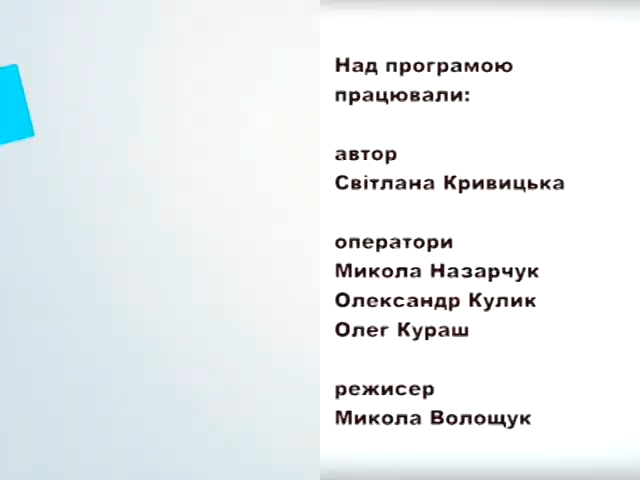 Над програмою
працювали:
автор
Світлана Кривицька
оператори
Микола Назарчук
Олександр Кулик
Олег Кураш
режисер
Микола Волощук